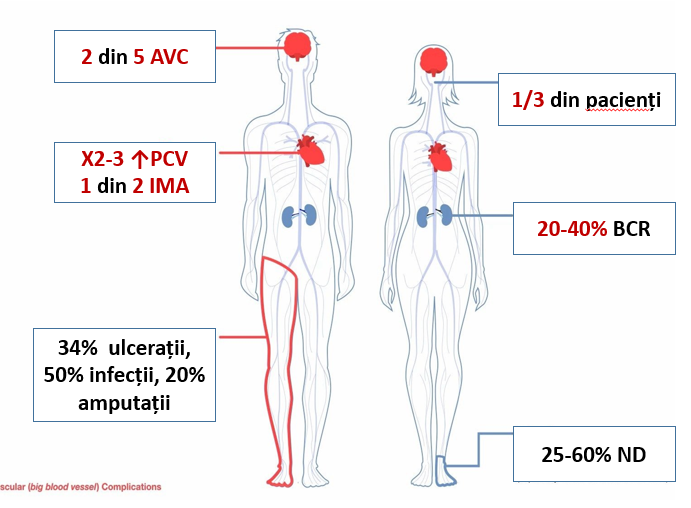 2 din 5 AVC
1/3 din pacienți
X2-3 ↑PCV
1 din 2 IMA
20-40% BCR
34% ulcerații,
50% infecții, 20%
amputații
25-60% ND
scular (big blood vessel) Complications